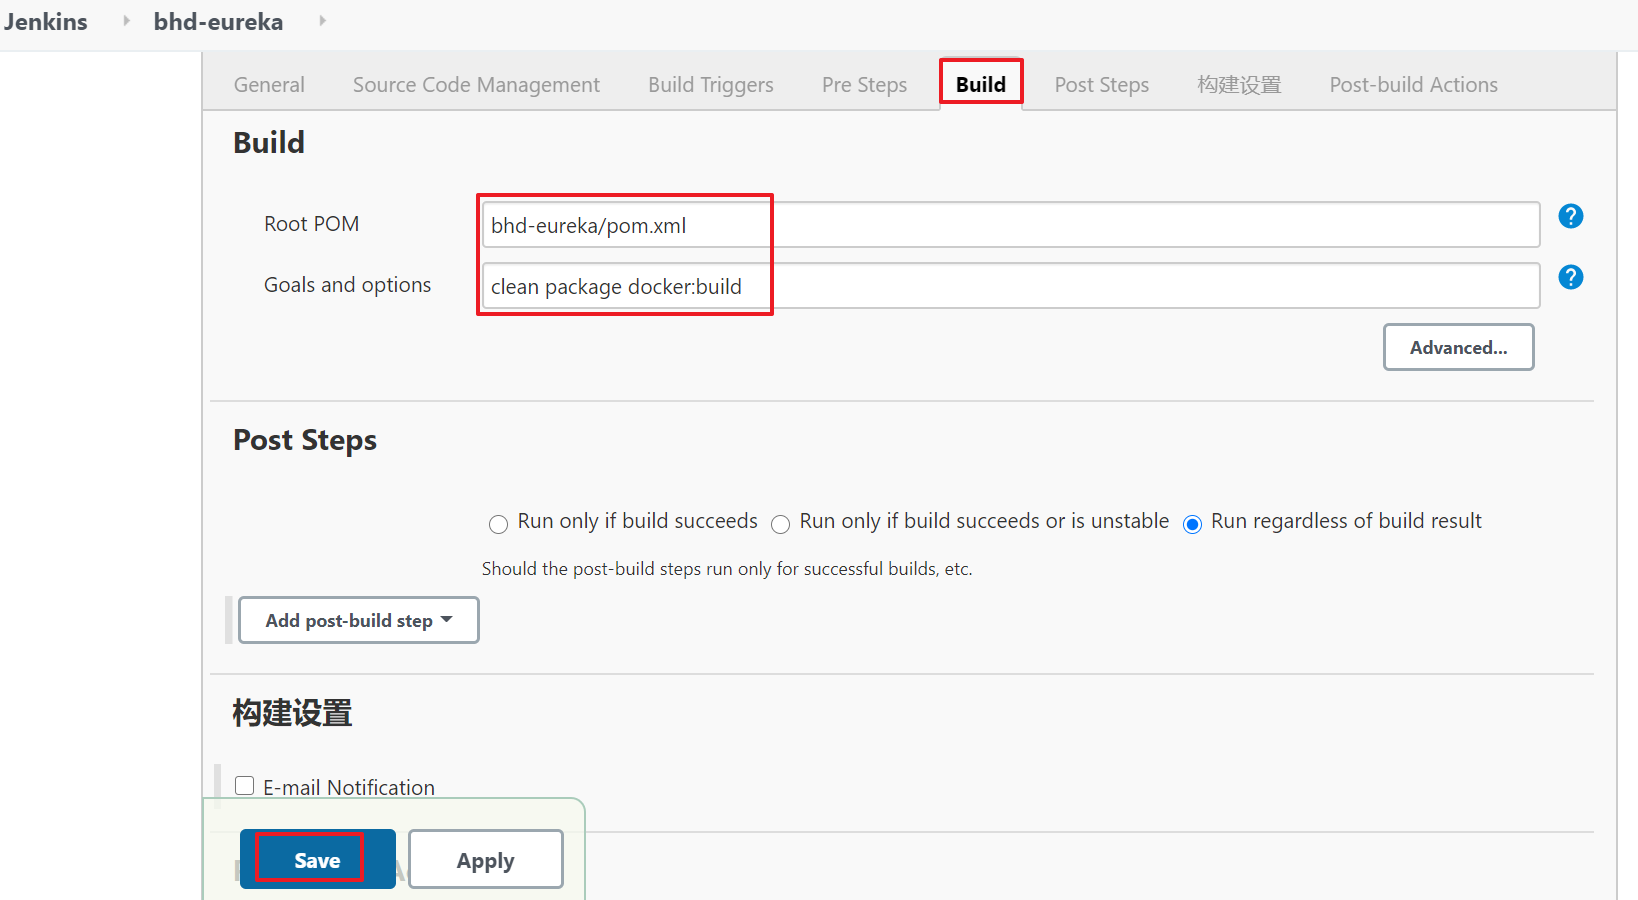 Jenkins bhd-eureka
General Source Code Management Build Triggers Pre Steps Build Post Steps 构建设置 Post-build Actions
Build
Root POM bhd-eureka/pom.xml ?
Goals and options clean package docker:build ?
Advanced...
Post Steps
Run only if build succeeds Run only if build succeeds or is unstable Run regardless of build result
Should the post-build steps run only for successful builds, etc.
Add post-build step
构建设置
E-mail Notification
Save Apply